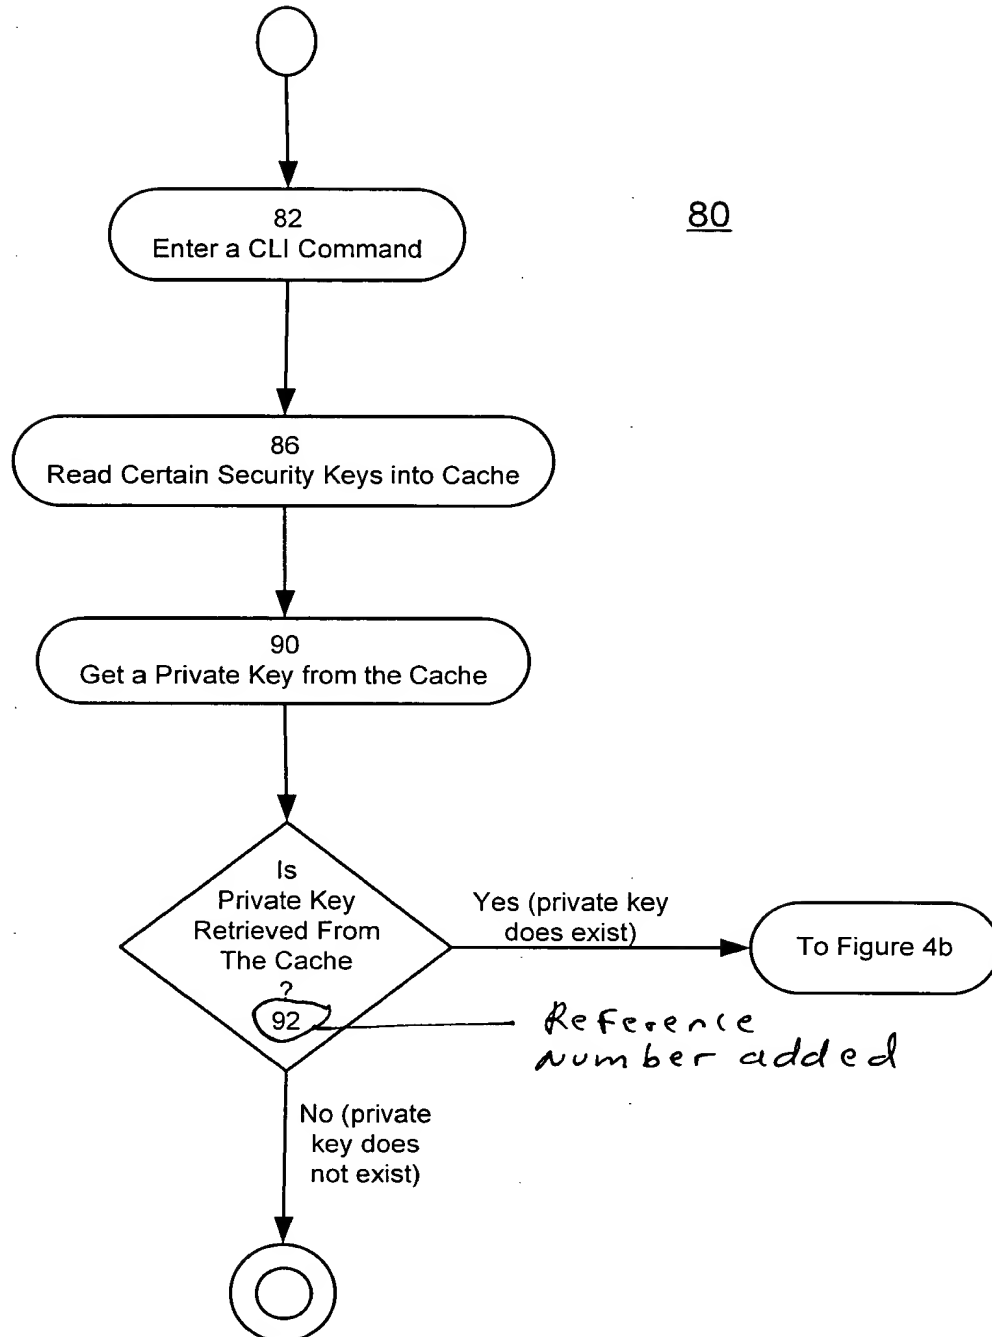 80
82
Enter a CLI Command
86
Read Certain Security Keys into Cache
90
Get a Private Key from the Cache
Is
Private Key
Retrieved From
The Cache
?
92
Yes (private key
does exist)
To Figure 4b
Reference
number added
No (private
key does
not exist)